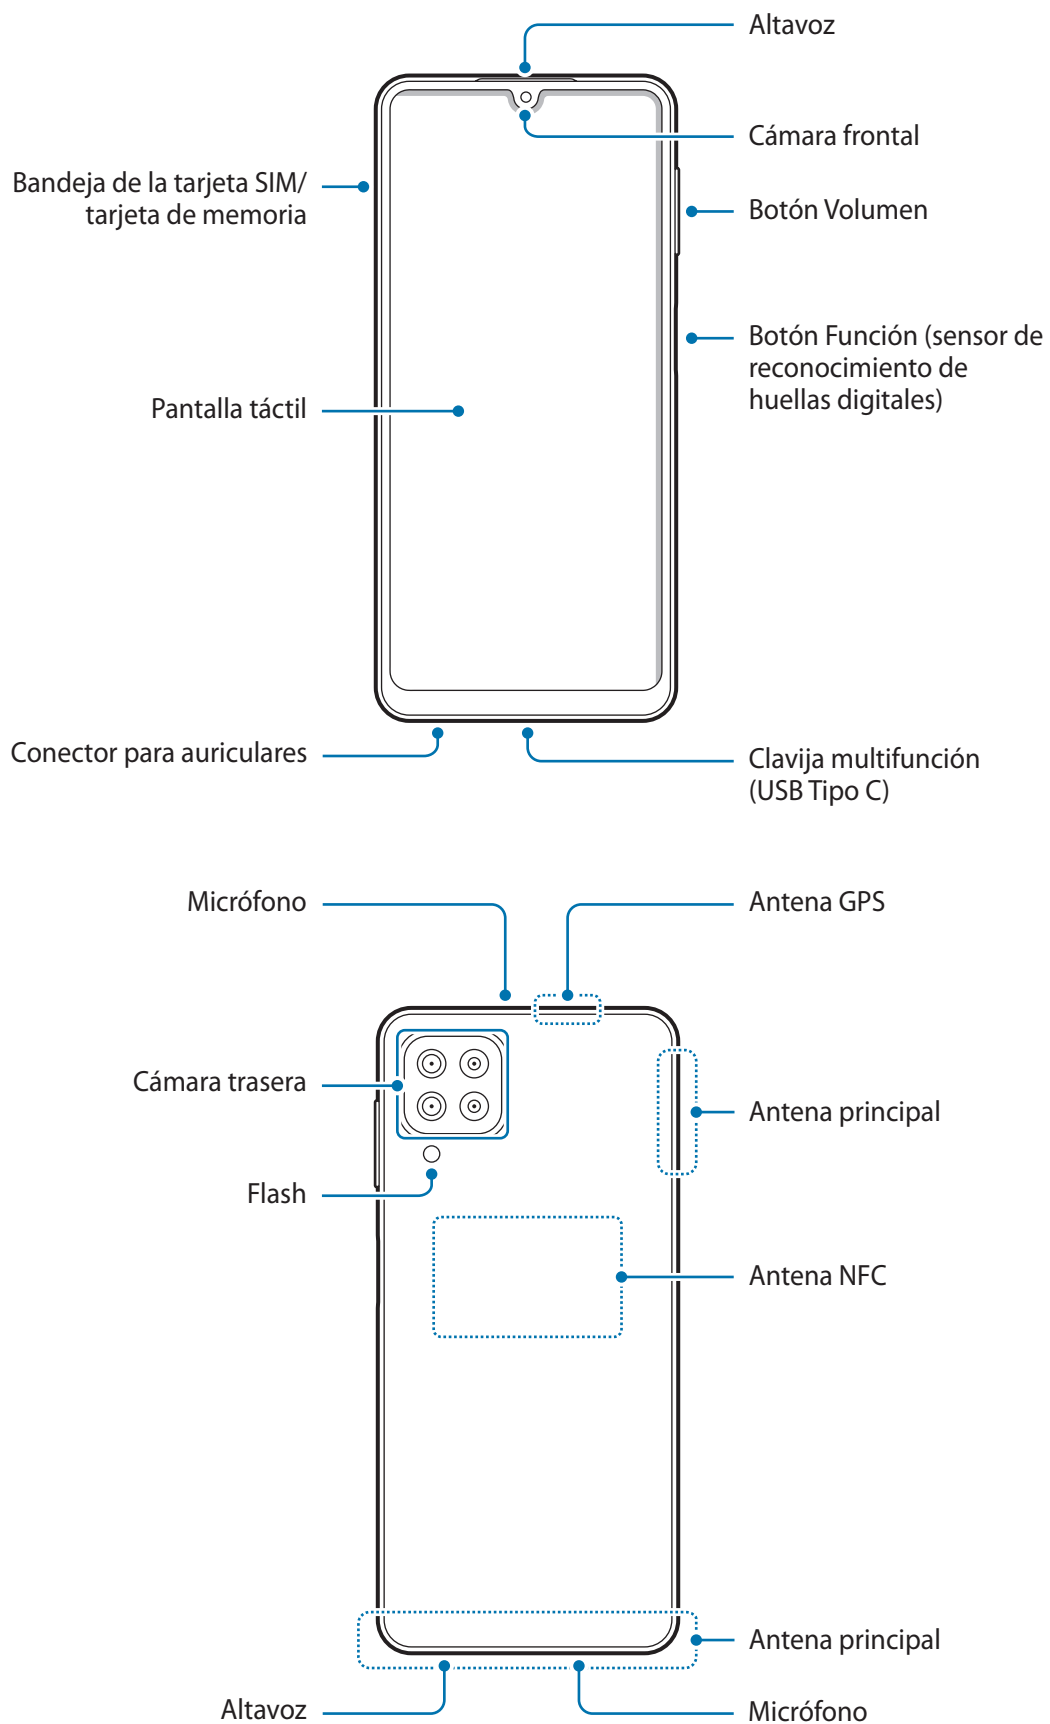 Altavoz
Cámara frontal
Bandeja de la tarjeta SIM/
tarjeta de memoria
Botón Volumen
Botón Función (sensor de
reconocimiento de
huellas digitales)
Pantalla táctil
Conector para auriculares
Clavija multifunción
(USB Tipo C)
Micrófono
Antena GPS
Cámara trasera
Antena principal
Flash
Antena NFC
Antena principal
Altavoz
Micrófono